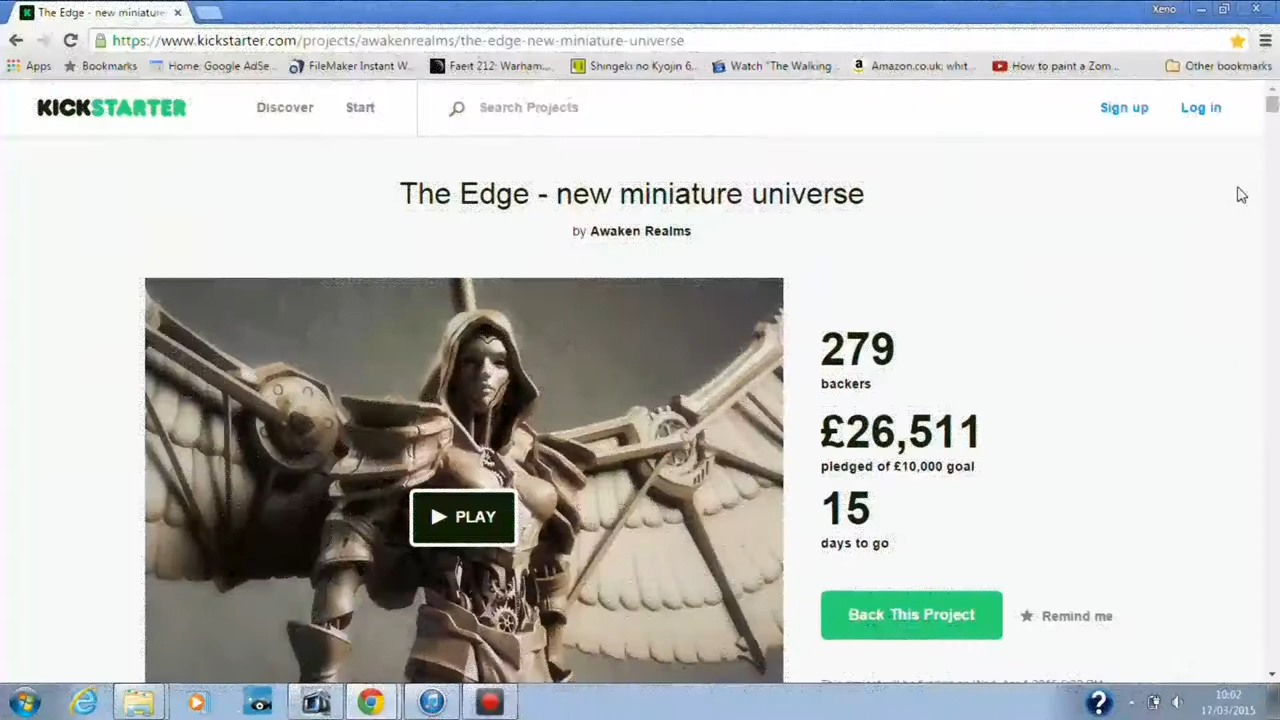 The Edge - new miniature
Xeno
https://www.kickstarter.com/projects/awakenrealms/the-edge-new-miniature-universe
Apps Bookmarks Home: Google AdSe... FileMaker Instant W... Faeit 212: Warham... Shingeki no Kyojin 6... Watch "The Walking ... Amazon.co.uk: whit... How to paint a Zom... Other bookmarks
KICKSTARTER Discover Start Search Projects Sign up Log in
The Edge - new miniature universe
by Awaken Realms
279
backers
£26,511
pledged of £10,000 goal
15
days to go
PLAY
Back This Project Remind me
10:02
17/03/2015